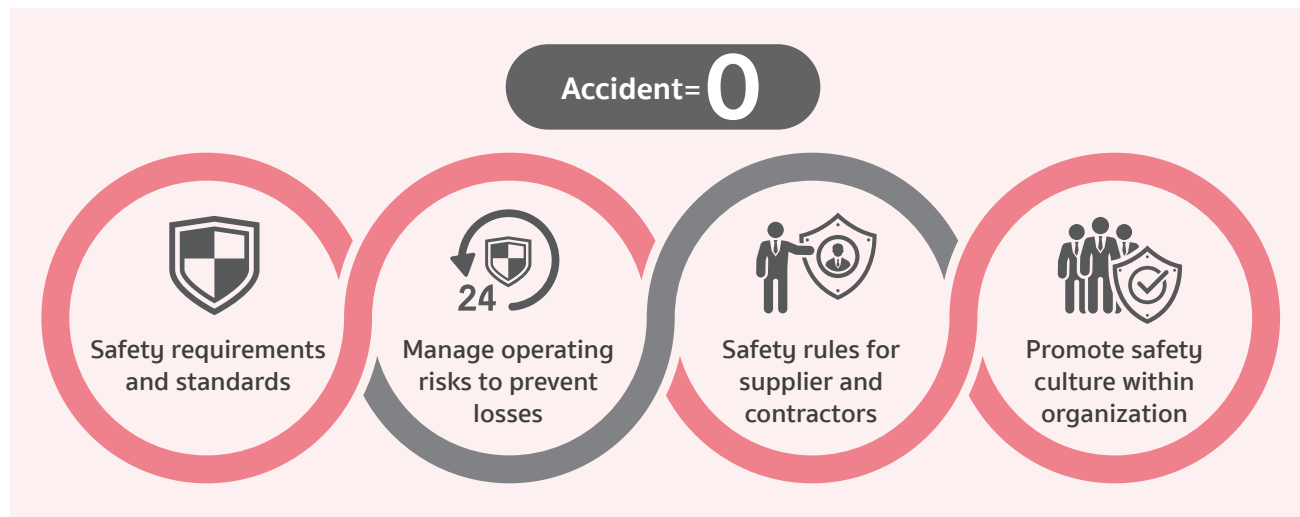 Accident=0
24
Safety requirements
and standards
Manage operating
risks to prevent
losses
Safety rules for
supplier and
contractors
Promote safety
culture within
organization